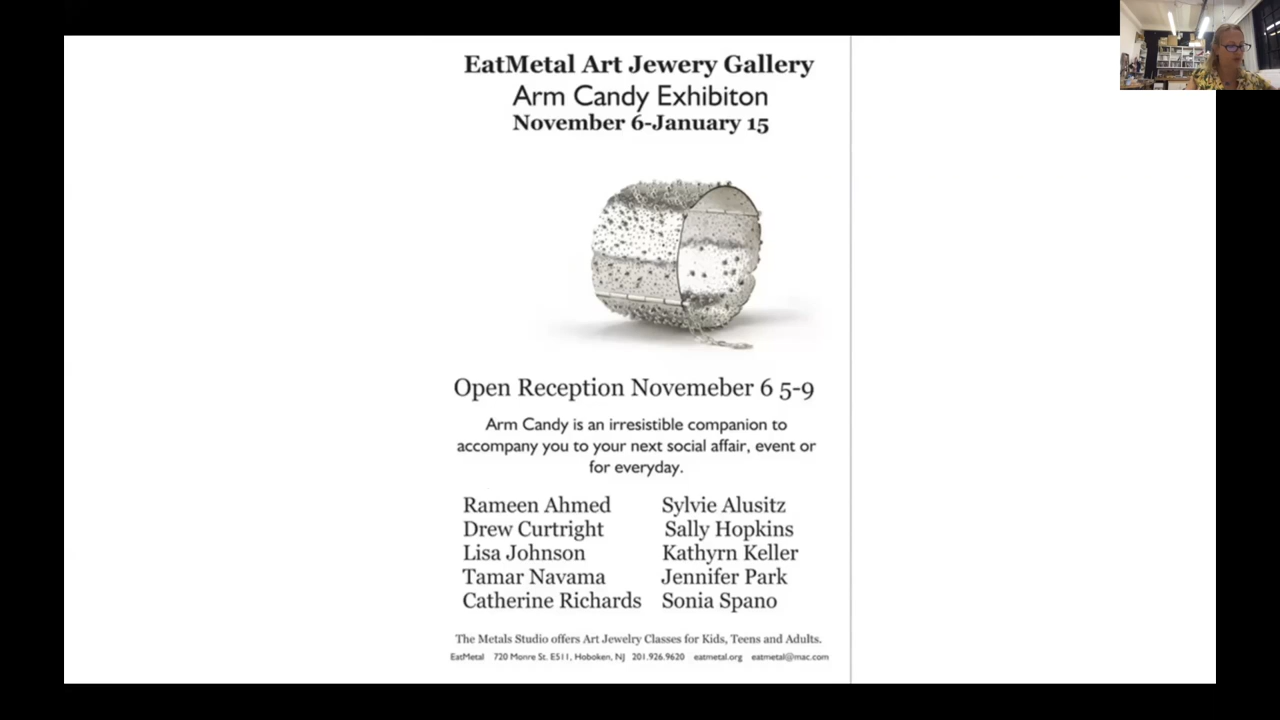 EatMetal Art Jewery Gallery
Arm Candy Exhibiton
November 6-January 15
Open Reception Novemeber 6 5-9
Arm Candy is an irresistible companion to
accompany you to your next social affair, event or
for everyday.
Rameen Ahmed Sylvie Alusitz
Drew Curtright Sally Hopkins
Lisa Johnson Kathyrn Keller
Tamar Navama Jennifer Park
Catherine Richards Sonia Spano
The Metals Studio offers Art Jewelry Classes for Kids, Teens and Adults.
EatMetal 720 Monre St. E511, Hoboken, NJ 201.926.9620 eatmetal.org eatmetal@mac.com